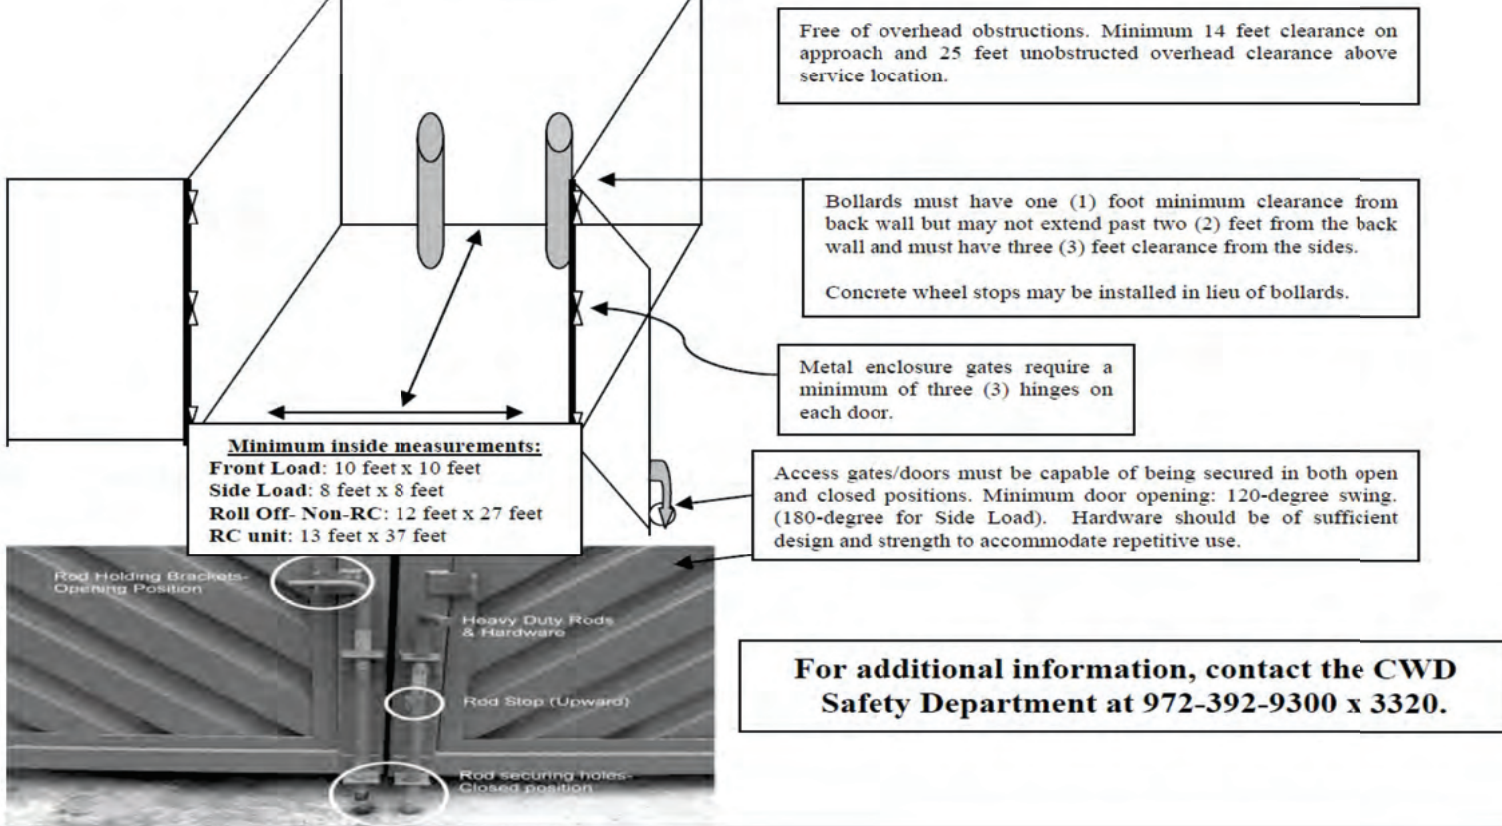 Free of overhead obstructions. Minimum 14 feet clearance on
approach and 25 feet unobstructed overhead clearance above
service location.
Bollards must have one (1) foot minimum clearance from
back wall but may not extend past two (2) feet from the back
wall and must have three (3) feet clearance from the sides.
Concrete wheel stops may be installed in lieu of bollards.
Metal enclosure gates require a
minimum of three (3) hinges on
each door.
Minimum inside measurements:
Front Load: 10 feet x 10 feet
Side Load: 8 feet x 8 feet
Roll Off- Non-RC: 12 feet x 27 feet
RC unit: 13 feet x 37 feet
Access gates/doors must be capable of being secured in both open
and closed positions. Minimum door opening: 120-degree swing.
(180-degree for Side Load). Hardware should be of sufficient
design and strength to accommodate repetitive use.
Rod Holding Brackets-
Opening Position
Heavy Duty Rods
& Hardware
Rod Stop (Upward)
Rod securing holes-
Closed position
For additional information, contact the CWD
Safety Department at 972-392-9300 x 3320.